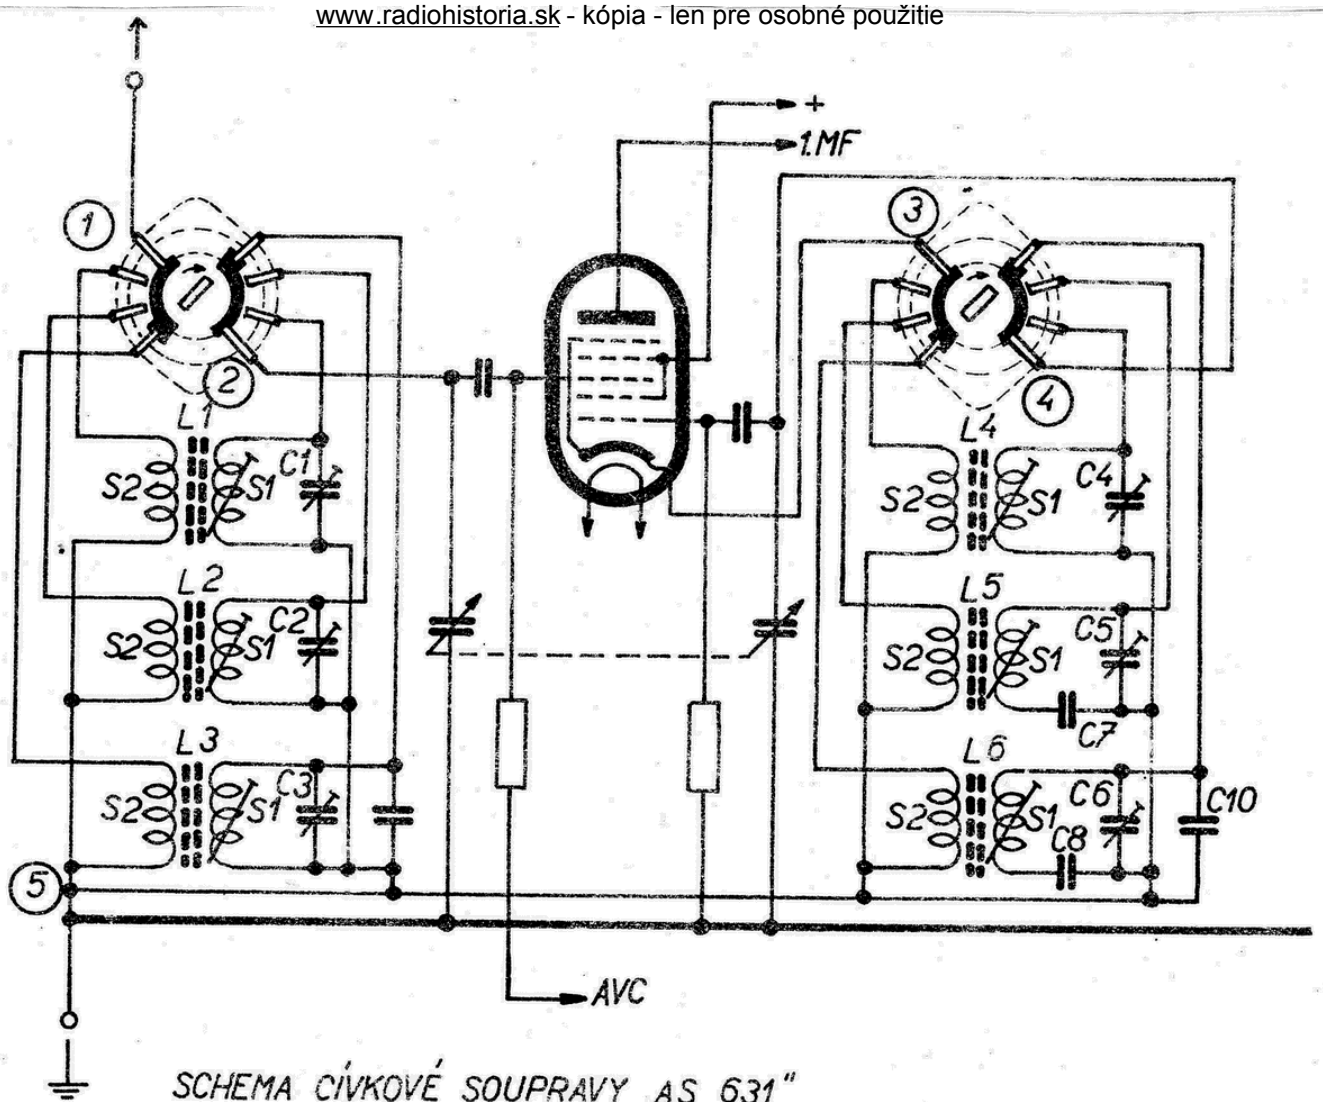 www.radiohistoria.sk - kópia - len pre osobné použitie
+
1.MF
1
2
3
4
L1
S2
S1
C1
L2
S2
S1
C2
L3
S2
S1
C3
L4
S2
S1
C4
L5
S2
S1
C5
C7
L6
S2
S1
C6
C8
C10
5
AVC
SCHEMA CÍVKOVÉ SOUPRAVY AS 631"